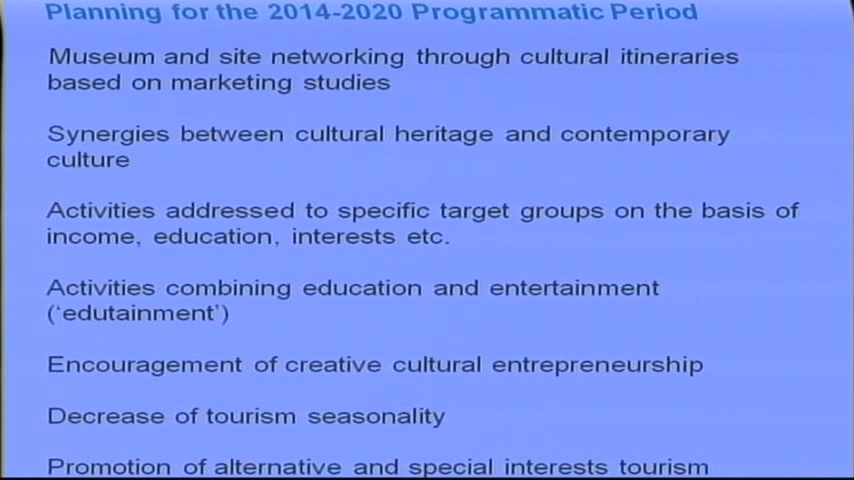 Planning for the 2014-2020 Programmatic Period
Museum and site networking through cultural itineraries
based on marketing studies
Synergies between cultural heritage and contemporary
culture
Activities addressed to specific target groups on the basis of
income, education, interests etc.
Activities combining education and entertainment
(‘edutainment’)
Encouragement of creative cultural entrepreneurship
Decrease of tourism seasonality
Promotion of alternative and special interests tourism